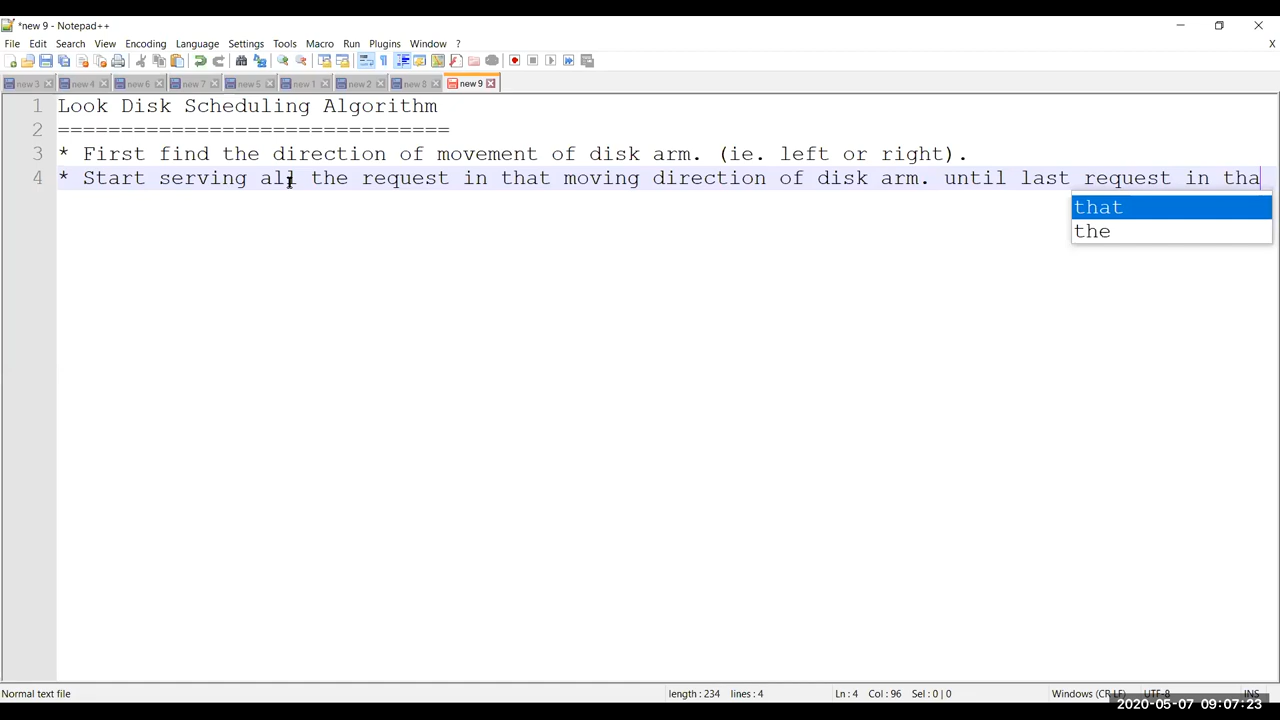 *new 9 - Notepad++
File Edit Search View Encoding Language Settings Tools Macro Run Plugins Window ? X
new 3 new 4 new 6 new 7 new 5 new 1 new 2 new 8 new 9
1 Look Disk Scheduling Algorithm
2 ===============================
3 * First find the direction of movement of disk arm. (ie. left or right).
4 * Start serving all the request in that moving direction of disk arm. until last request in tha
that
the
Normal text file length : 234 lines : 4 Ln : 4 Col : 96 Sel : 0 | 0 Windows (CR LF) UTF-8 INS
2020-05-07 09:07:23